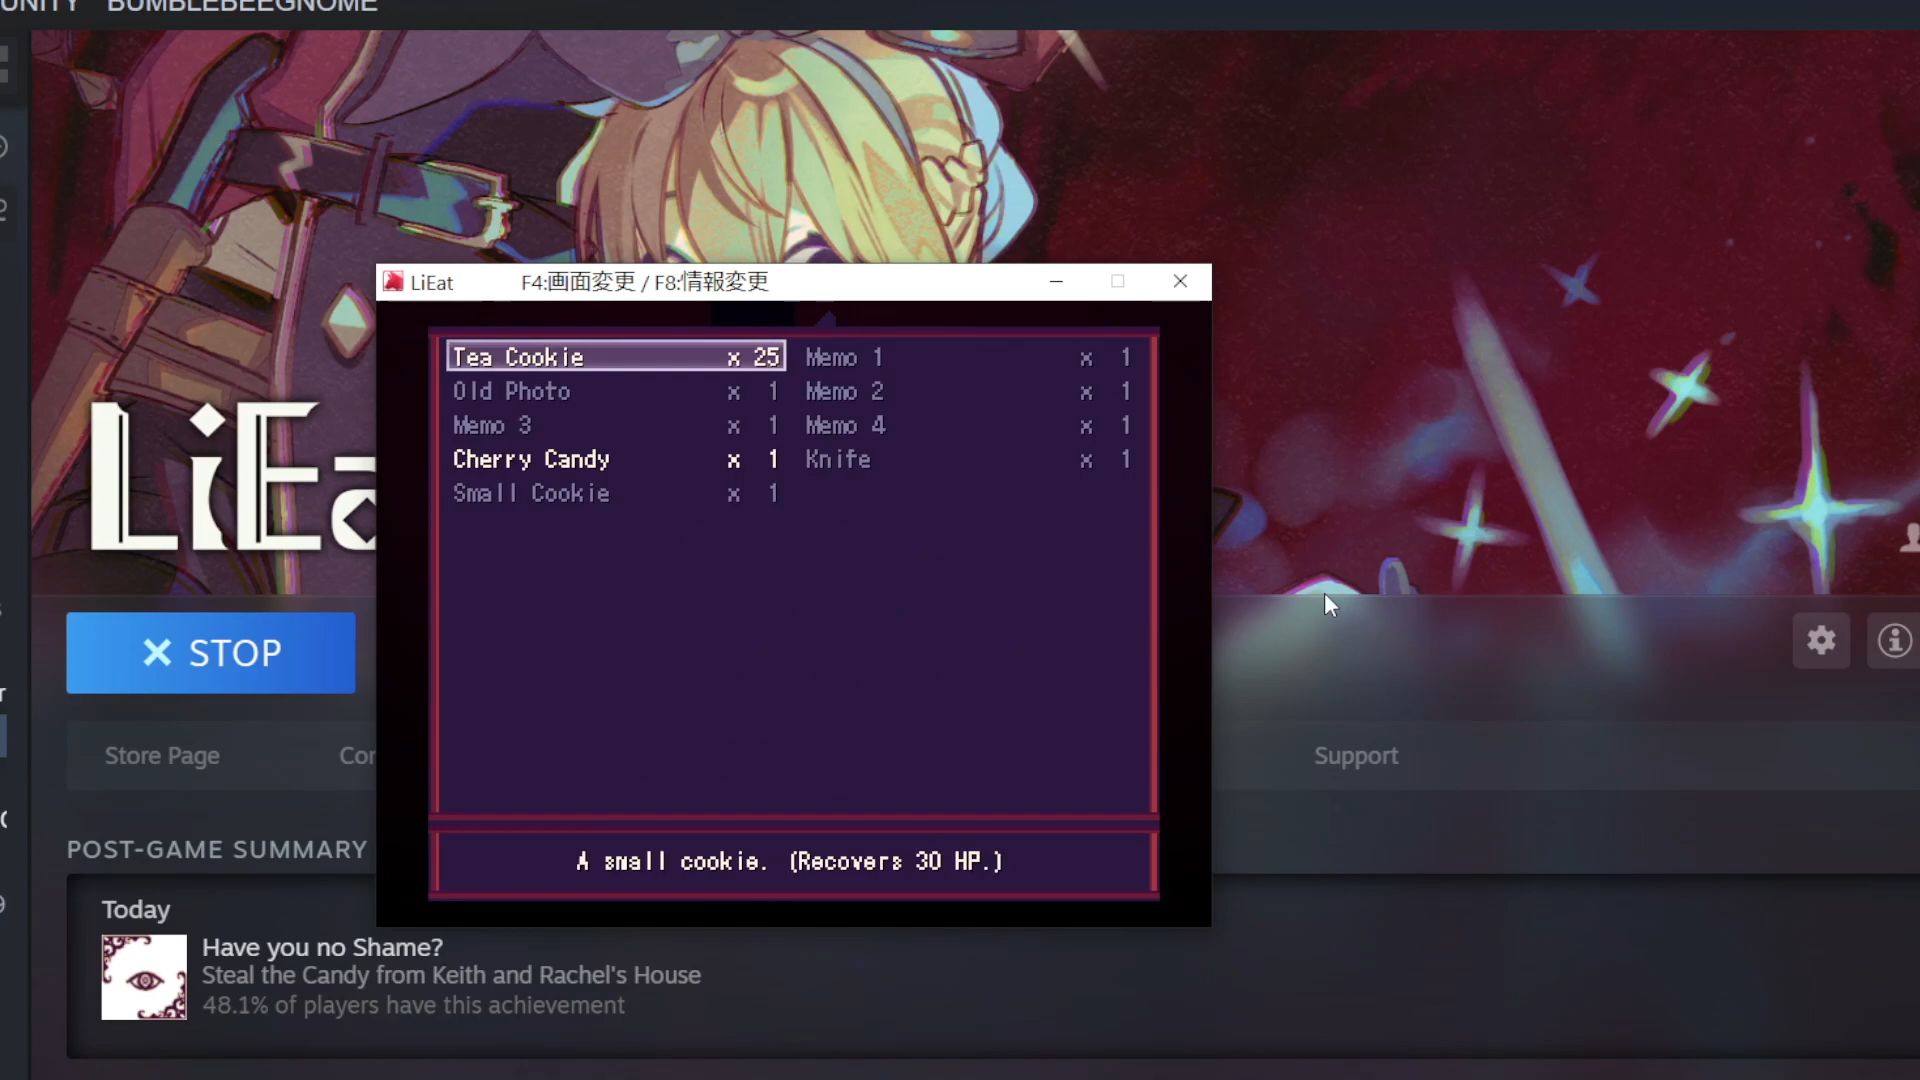 UNITY BUMBLEBEEGNOME
LiEat F4:画面変更 / F8:情報変更
Tea Cookie x 25 Memo 1 x 1
Old Photo x 1 Memo 2 x 1
Memo 3 x 1 Memo 4 x 1
Cherry Candy x 1 Knife x 1
Small Cookie x 1
A small cookie. (Recovers 30 HP.)
LiEa
STOP
Store Page Support
POST-GAME SUMMARY
Today
Have you no Shame?
Steal the Candy from Keith and Rachel's House
48.1% of players have this achievement